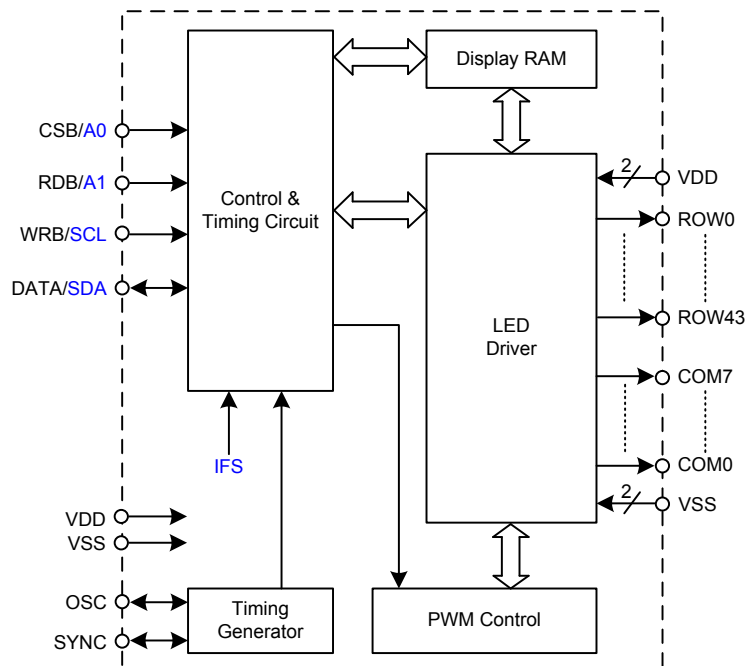 Display RAM
CSB/A0
RDB/A1
WRB/SCL
DATA/SDA
Control &
Timing Circuit
LED
Driver
2
VDD
ROW0
ROW43
COM7
COM0
2
VSS
IFS
VDD
VSS
OSC
SYNC
Timing
Generator
PWM Control